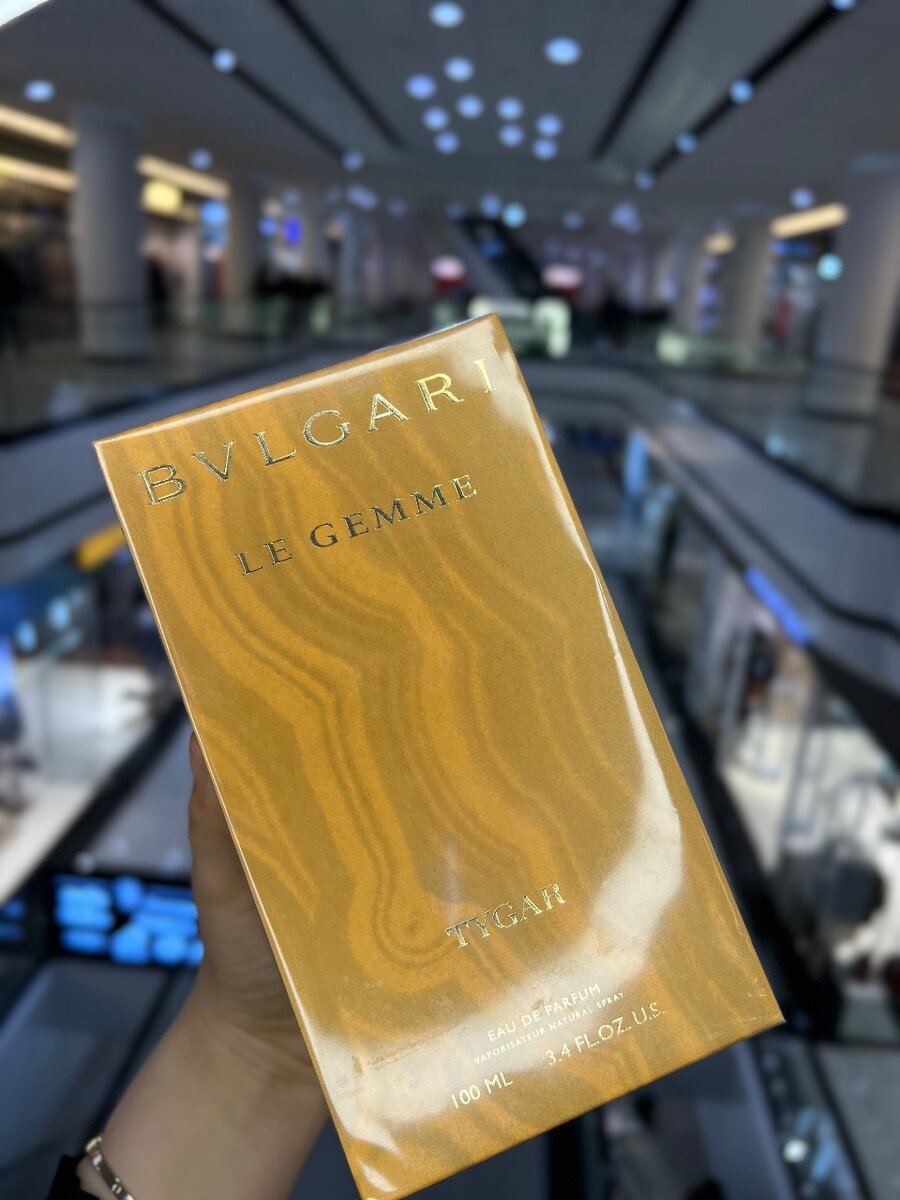 BVLGARI
LE GEMME
TYGAR
EAU DE PARFUM
VAPORISATEUR NATURAL SPRAY
100 ML 3.4 FL.OZ. U.S.